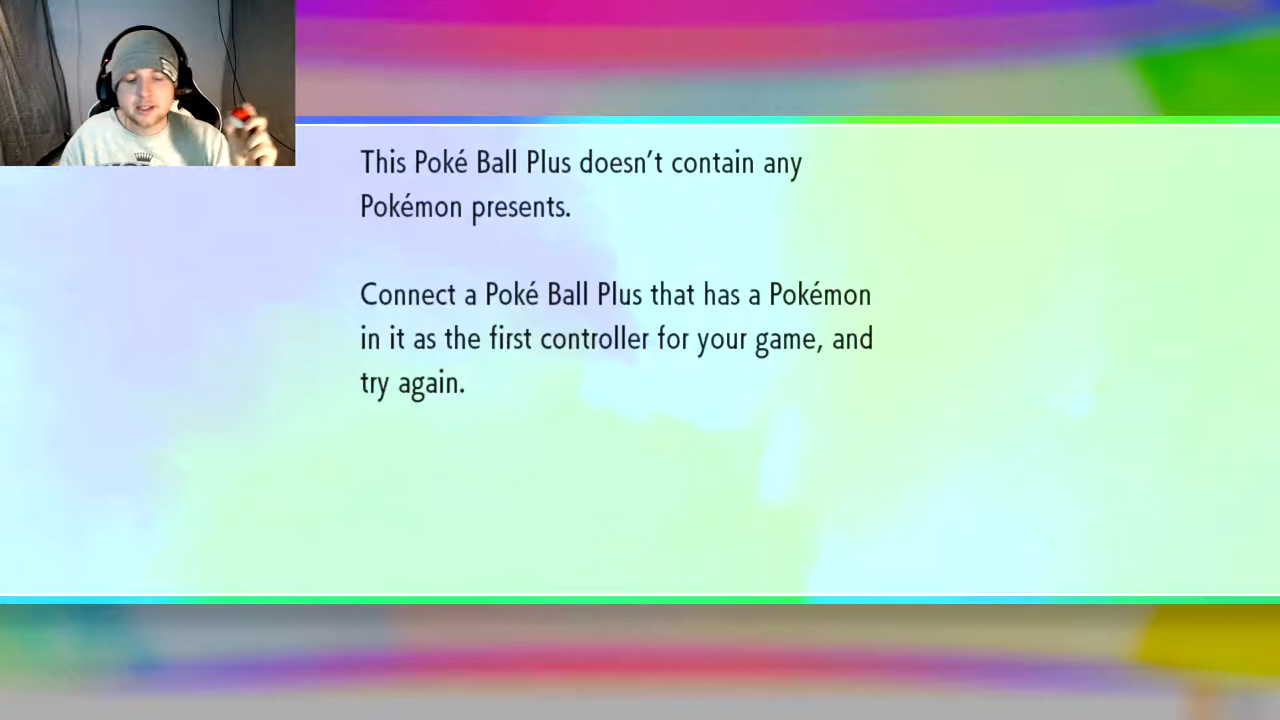 This Poké Ball Plus doesn't contain any
Pokémon presents.
Connect a Poké Ball Plus that has a Pokémon
in it as the first controller for your game, and
try again.